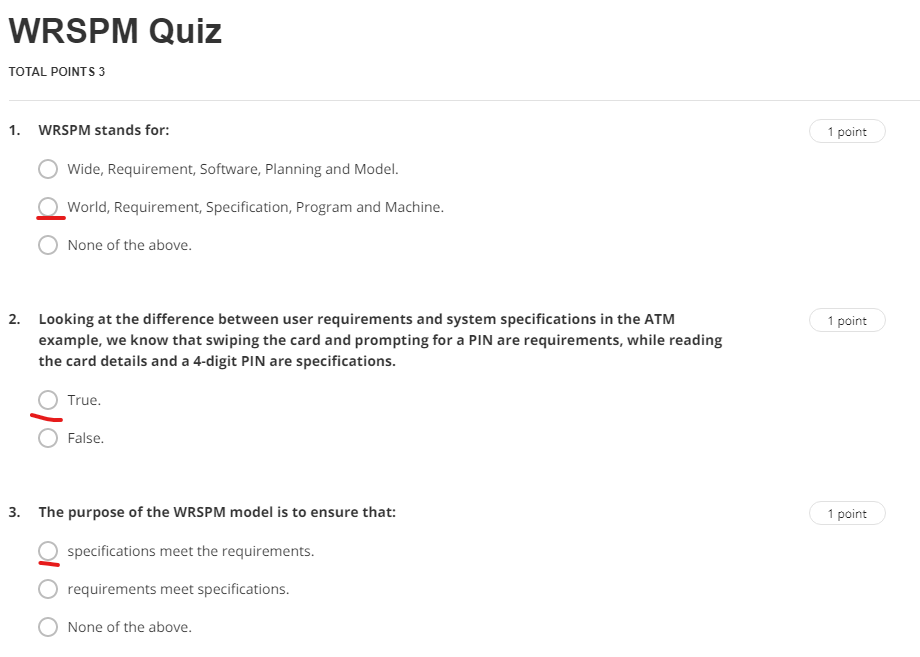 WRSPM Quiz
TOTAL POINTS 3
1. WRSPM stands for: 1 point
Wide, Requirement, Software, Planning and Model.
World, Requirement, Specification, Program and Machine.
None of the above.
2. Looking at the difference between user requirements and system specifications in the ATM 1 point
example, we know that swiping the card and prompting for a PIN are requirements, while reading
the card details and a 4-digit PIN are specifications.
True.
False.
3. The purpose of the WRSPM model is to ensure that: 1 point
specifications meet the requirements.
requirements meet specifications.
None of the above.